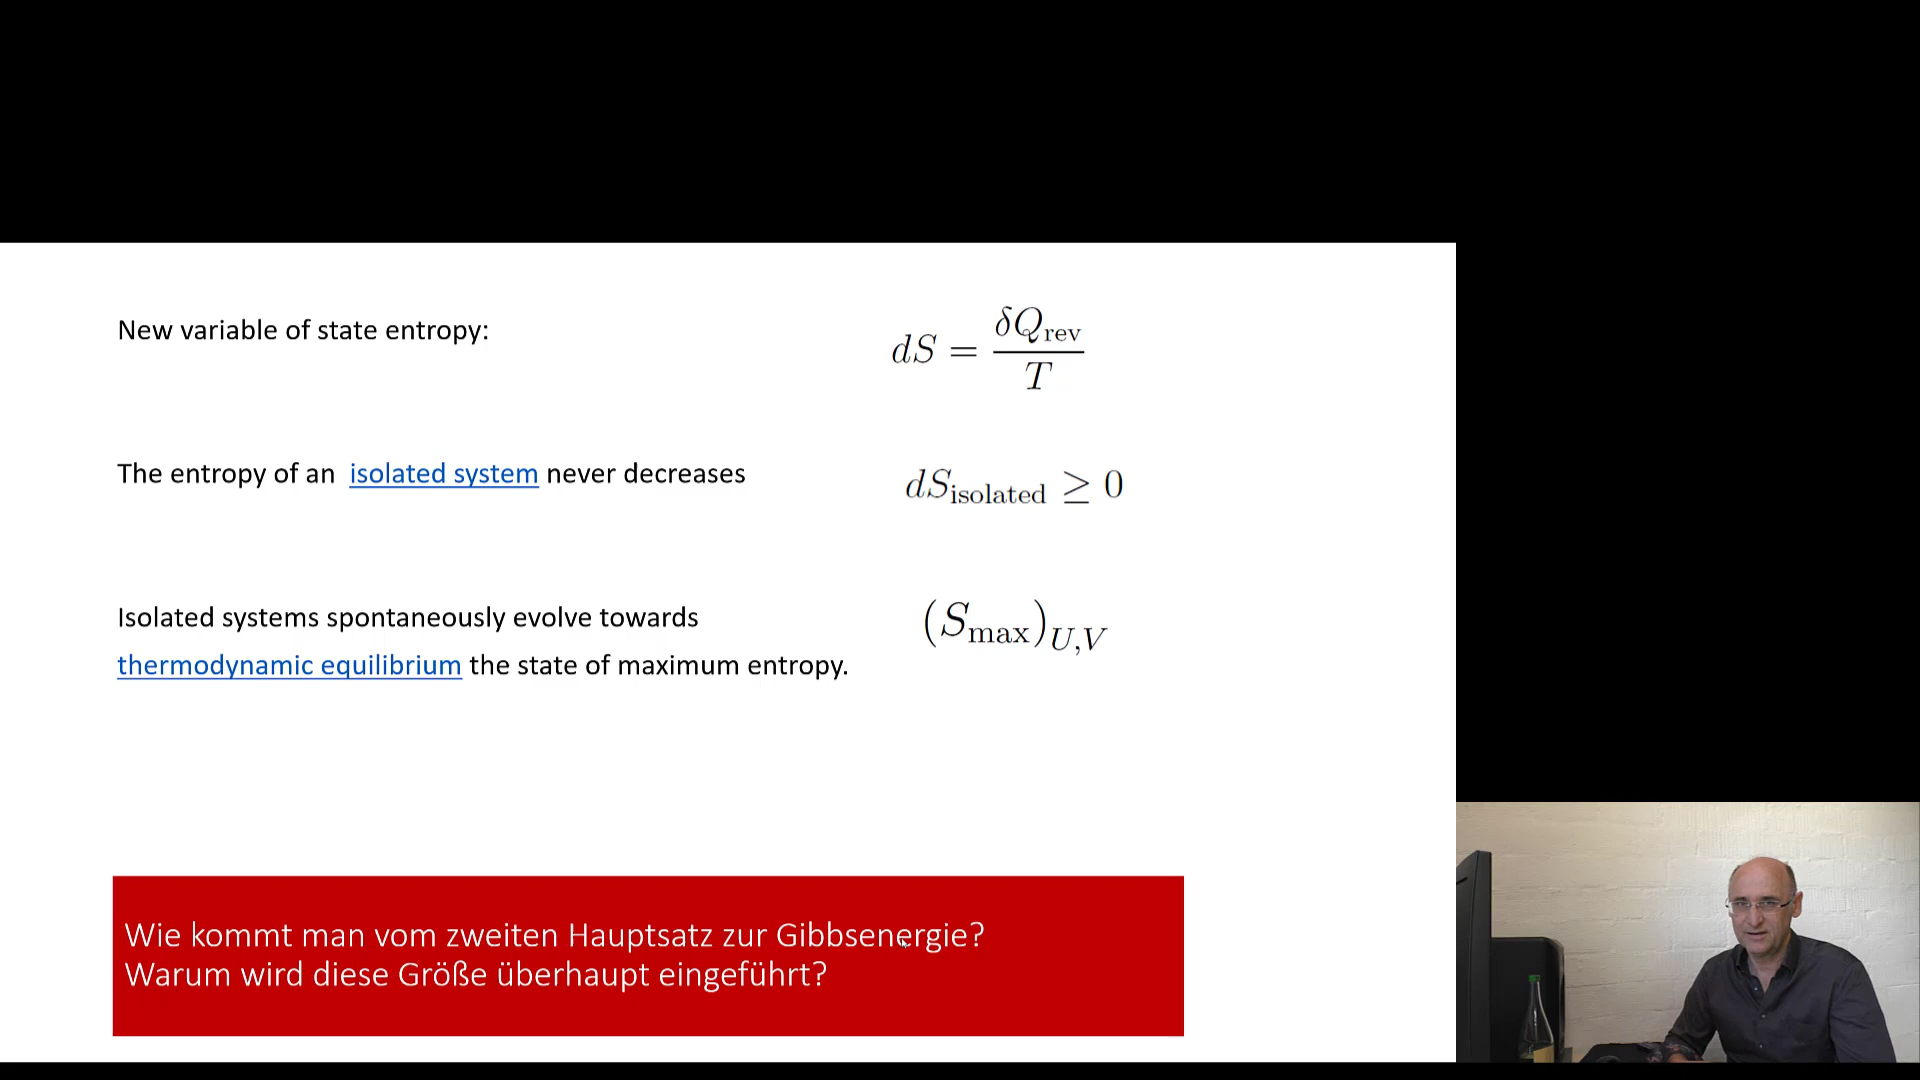 New variable of state entropy:
dS = δQ_rev / T
The entropy of an isolated system never decreases
dS_isolated ≥ 0
Isolated systems spontaneously evolve towards
thermodynamic equilibrium the state of maximum entropy.
(S_max)_U,V
Wie kommt man vom zweiten Hauptsatz zur Gibbsenergie?
Warum wird diese Größe überhaupt eingeführt?